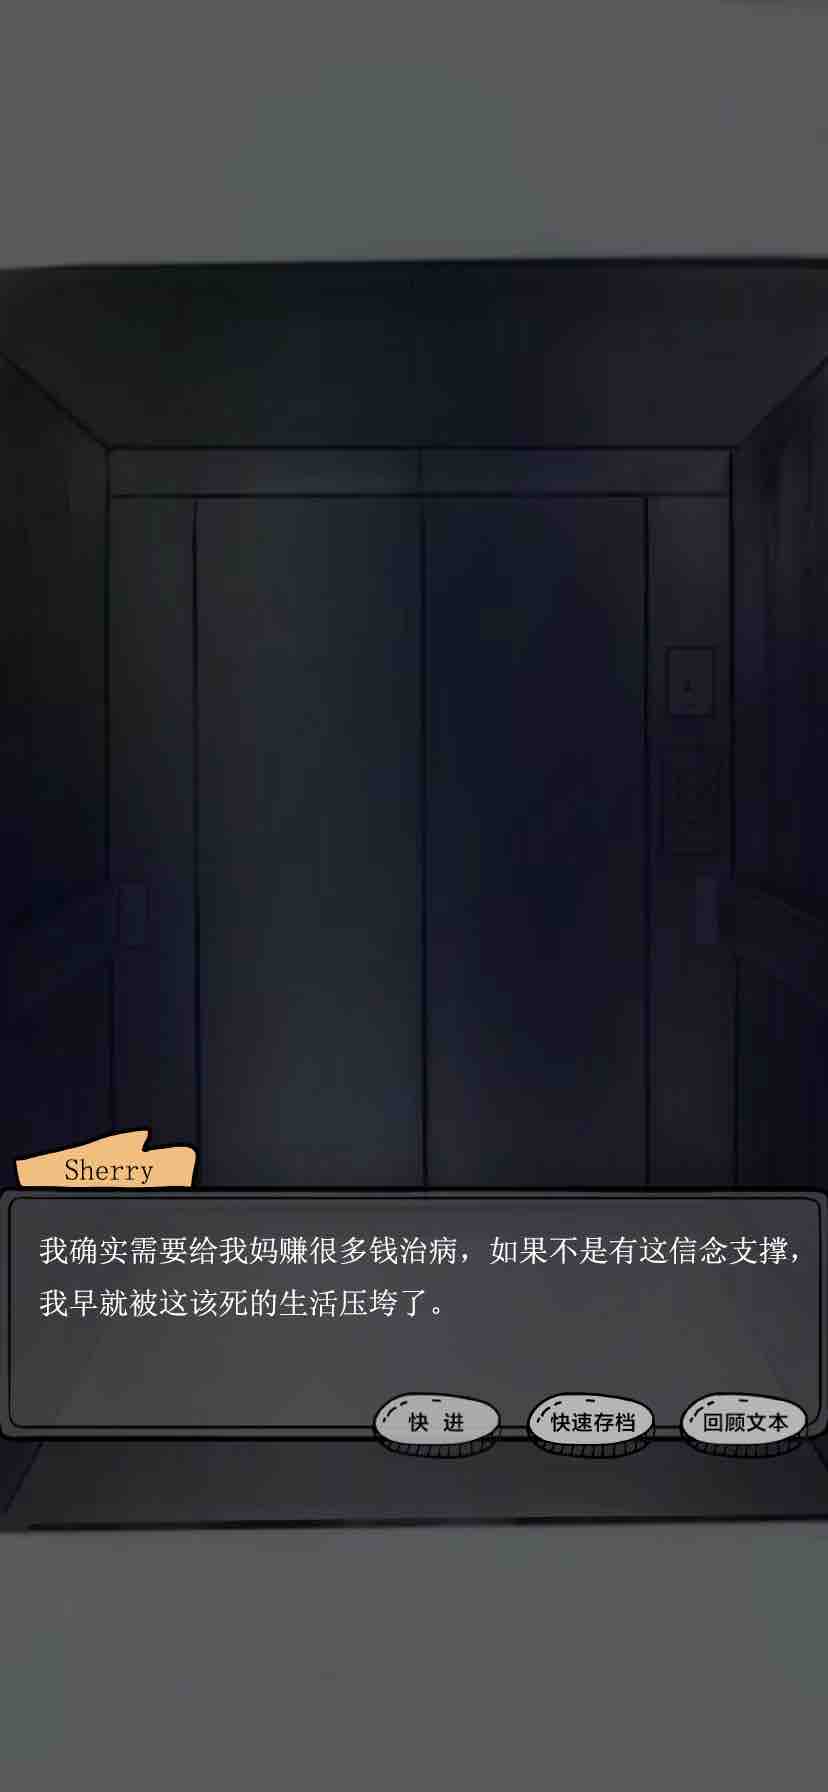 Sherry
我确实需要给我妈赚很多钱治病，如果不是有这信念支撑，
我早就被这该死的生活压垮了。
快 进
快速存档
回顾文本